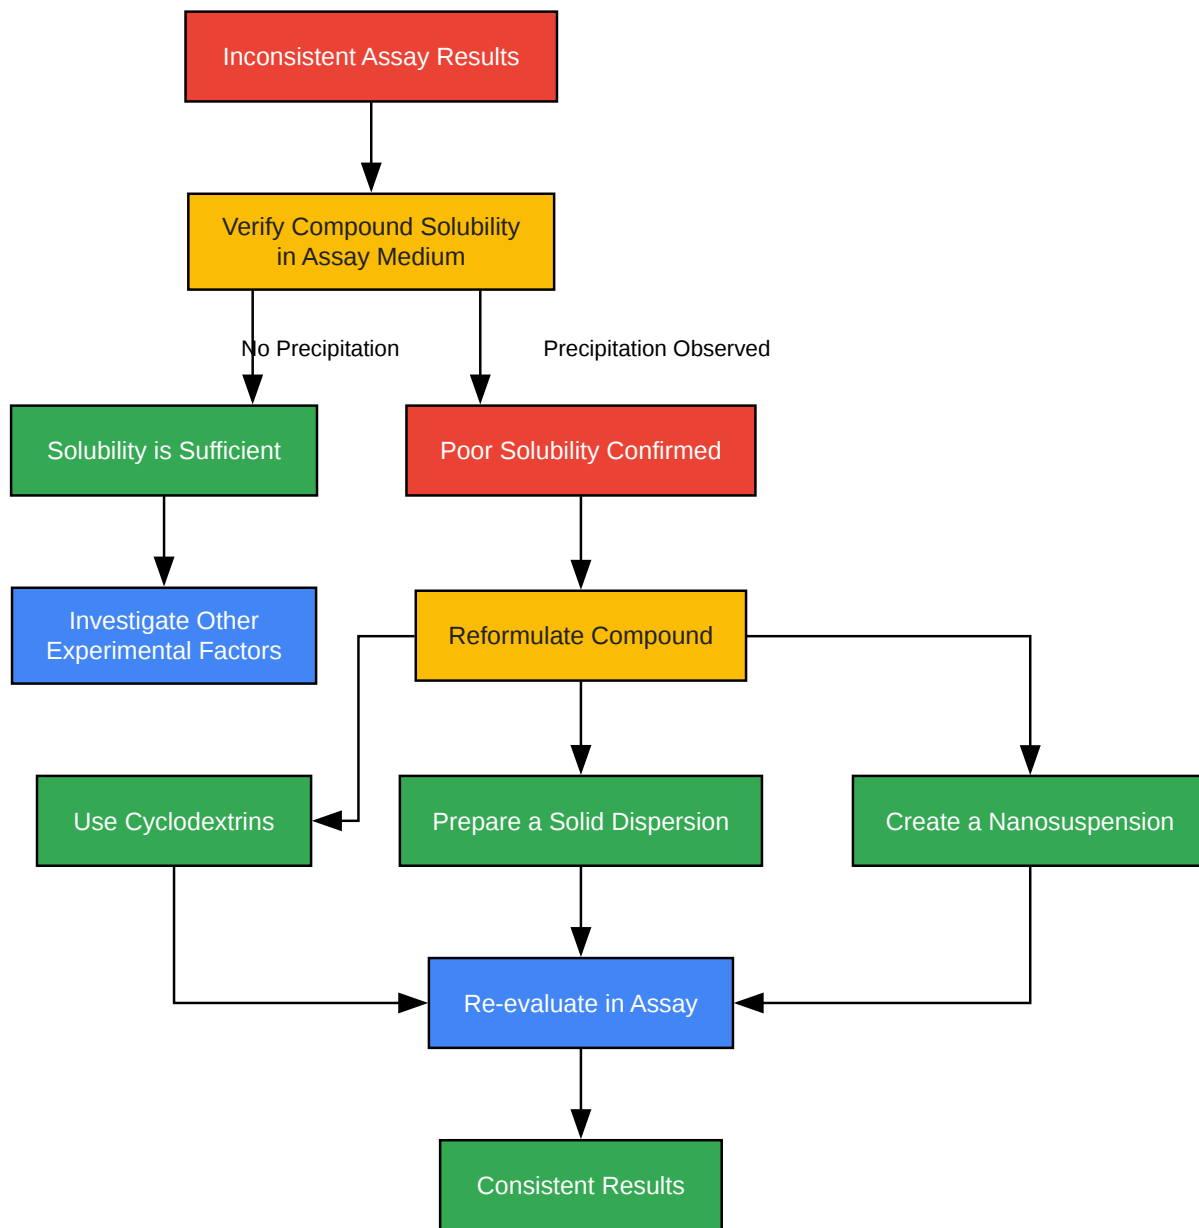 Inconsistent Assay Results
Verify Compound Solubility
in Assay Medium
No Precipitation
Precipitation Observed
Solubility is Sufficient
Poor Solubility Confirmed
Investigate Other
Experimental Factors
Reformulate Compound
Use Cyclodextrins
Prepare a Solid Dispersion
Create a Nanosuspension
Re-evaluate in Assay
Consistent Results